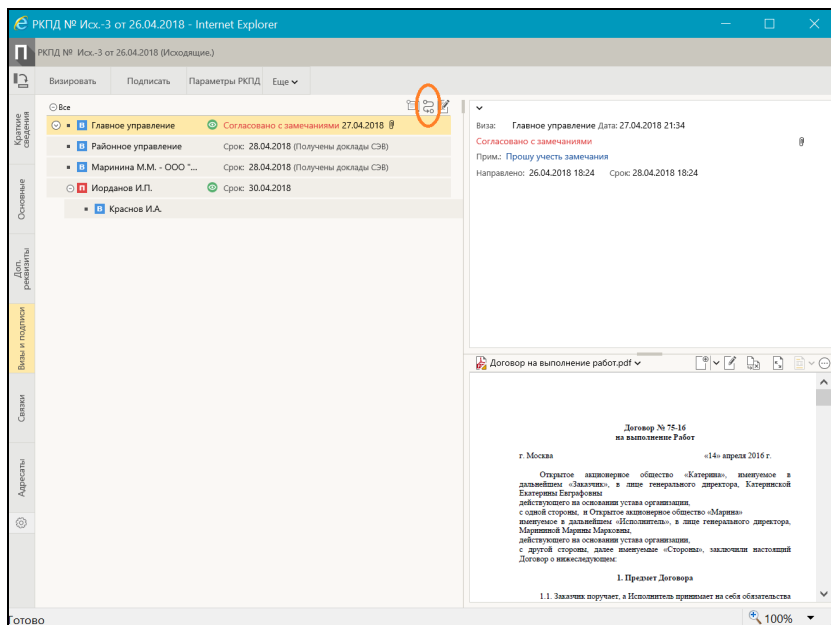 РКПД № Исх.-3 от 26.04.2018 - Internet Explorer
П
РКПД № Исх.-3 от 26.04.2018 (Исходящие.)
Визировать Подписать Параметры РКПД Еще
Краткие
сведения
Основные
Доп.
реквизиты
Визы и подписи
Связки
Адресаты
Все
В Главное управление Согласовано с замечаниями 27.04.2018
В Районное управление Срок: 28.04.2018 (Получены доклады СЭВ)
В Маринина М.М. - ООО "... Срок: 28.04.2018 (Получены доклады СЭВ)
П Иорданов И.П. Срок: 30.04.2018
В Краснов И.А.
Виза: Главное управление Дата: 27.04.2018 21:34
Согласовано с замечаниями
Прим.: Прошу учесть замечания
Направлено: 26.04.2018 18:24 Срок: 28.04.2018 18:24
Договор на выполнение работ.pdf
Договор № 75-16
на выполнение Работ
г. Москва «14» апреля 2016 г.
Открытое акционерное общество «Катерина», именуемое в
дальнейшем «Заказчик», в лице генерального директора, Катеринской
Екатерины Евграфовны
действующего на основании устава организации,
с одной стороны, и Открытое акционерное общество «Марина»
именуемое в дальнейшем «Исполнитель», в лице генерального директора,
Марининой Марины Марковны,
действующего на основании устава организации,
с другой стороны, далее именуемые «Стороны», заключили настоящий
Договор о нижеследующем:
1. Предмет Договора
1.1. Заказчик поручает, а Исполнитель принимает на себя обязательства
Готово 100%